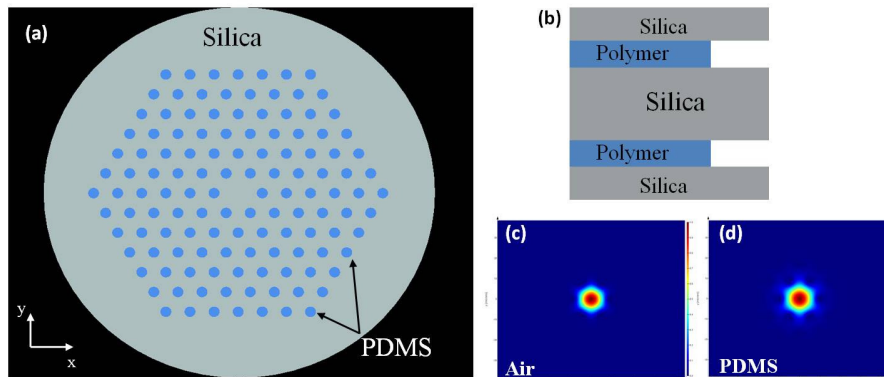 (a)
Silica
PDMS
y
x
(b)
Silica
Polymer
Silica
Polymer
Silica
(c)
Air
(d)
PDMS